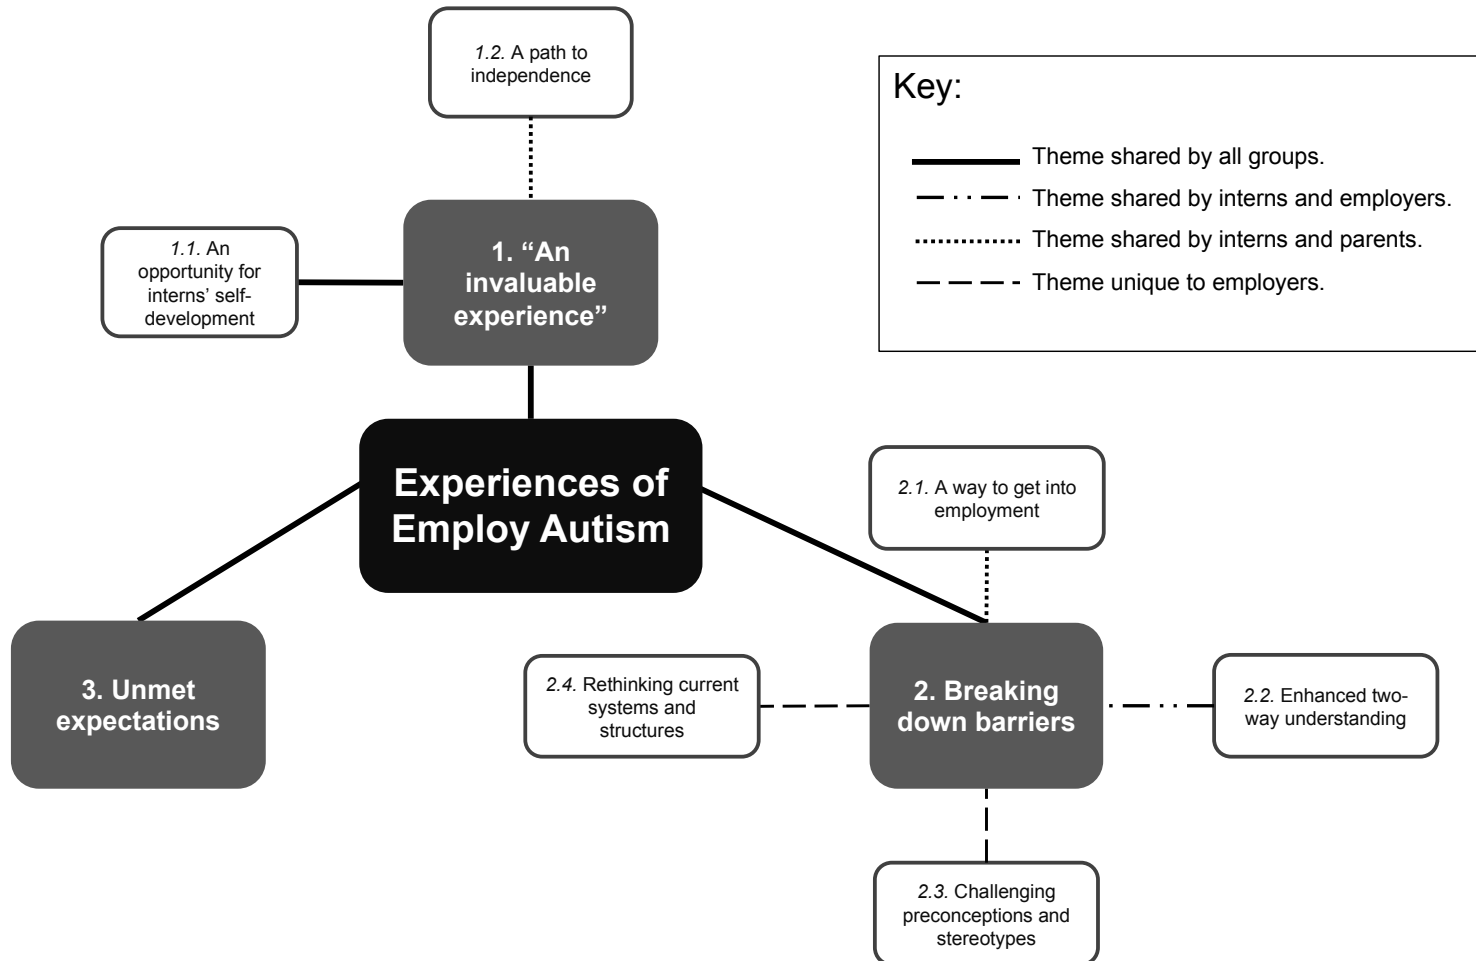 1.2. A path to
independence
Key:
Theme shared by all groups.
Theme shared by interns and employers.
Theme shared by interns and parents.
Theme unique to employers.
1.1. An
opportunity for
interns’ self-
development
1. “An
invaluable
experience”
Experiences of
Employ Autism
2.1. A way to get into
employment
3. Unmet
expectations
2.4. Rethinking current
systems and
structures
2. Breaking
down barriers
2.2. Enhanced two-
way understanding
2.3. Challenging
preconceptions and
stereotypes